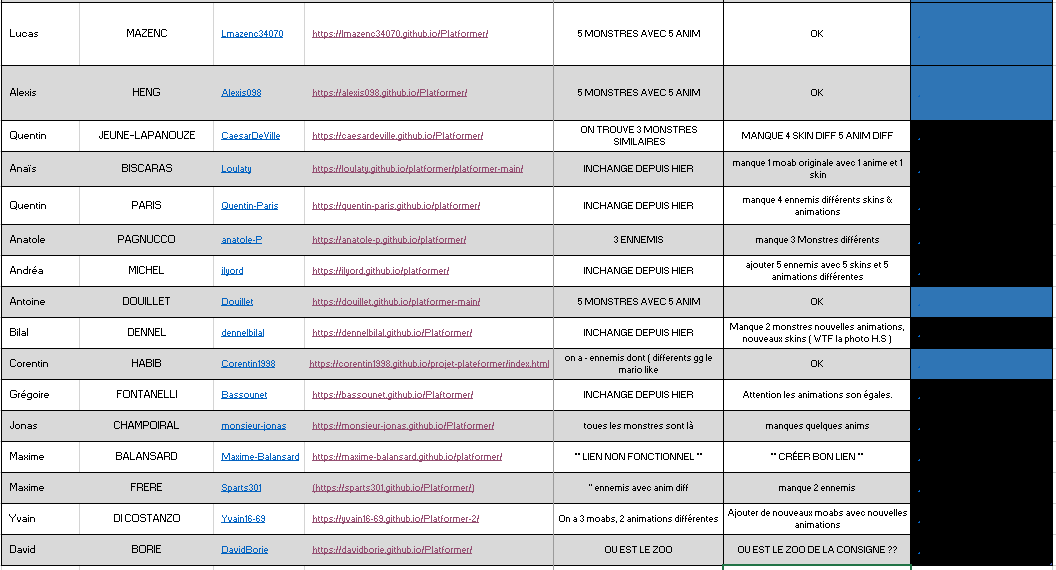 Lucas MAZENC Lmazenc34070 https://lmazenc34070.github.io/Platformer/ 5 MONSTRES AVEC 5 ANIM OK
Alexis HENG Alexis098 https://alexis098.github.io/Platformer/ 5 MONSTRES AVEC 5 ANIM OK
Quentin JEUNE-LAPANOUZE CaesarDeVille https://caesardeville.github.io/Platformer/ ON TROUVE 3 MONSTRES
SIMILAIRES MANQUE 4 SKIN DIFF 5 ANIM DIFF
Anaïs BISCARAS Loulaty https://loulaty.github.io/platformer/platformer-main/ INCHANGE DEPUIS HIER manque 1 moab originale avec 1 anime et 1
skin
Quentin PARIS Quentin-Paris https://quentin-paris.github.io/platformer/ INCHANGE DEPUIS HIER manque 4 ennemis différents skins &
animations
Anatole PAGNUCCO anatole-P https://anatole-p.github.io/platformer/ 3 ENNEMIS manque 3 Monstres différents
Andréa MICHEL ilyord https://ilyord.github.io/platformer/ INCHANGE DEPUIS HIER ajouter 5 ennemis avec 5 skins et 5
animations différentes
Antoine DOUILLET Douillet https://douillet.github.io/platformer-main/ 5 MONSTRES AVEC 5 ANIM OK
Bilal DENNEL dennelbilal https://dennelbilal.github.io/Platformer/ INCHANGE DEPUIS HIER Manque 2 monstres nouvelles animations,
nouveaux skins ( WTF la photo H.S )
Corentin HABIB Corentin1998 https://corentin1998.github.io/projet-plateformer/index.html on a - ennemis dont ( differents gg le
mario like OK
Grégoire FONTANELLI Bassounet https://bassounet.github.io/Platformer/ INCHANGE DEPUIS HIER Attention les animations son égales.
Jonas CHAMPOIRAL monsieur-jonas https://monsieur-jonas.github.io/Platformer/ toues les monstres sont là manques quelques anims
Maxime BALANSARD Maxime-Balansard https://maxime-balansard.github.io/platformer/ "" LIEN NON FONCTIONNEL "" "" CRÉER BON LIEN ""
Maxime FRERE Sparts301 (https://sparts301.github.io/Platformer/) " ennemis avec anim diff manque 2 ennemis
Yvain DI COSTANZO Yvain16-69 https://yvain16-69.github.io/Platformer-2/ On a 3 moabs, 2 animations différentes Ajouter de nouveaux moabs avec nouvelles
animations
David BORIE DavidBorie https://davidborie.github.io/Platformer/ OU EST LE ZOO OU EST LE ZOO DE LA CONSIGNE ??